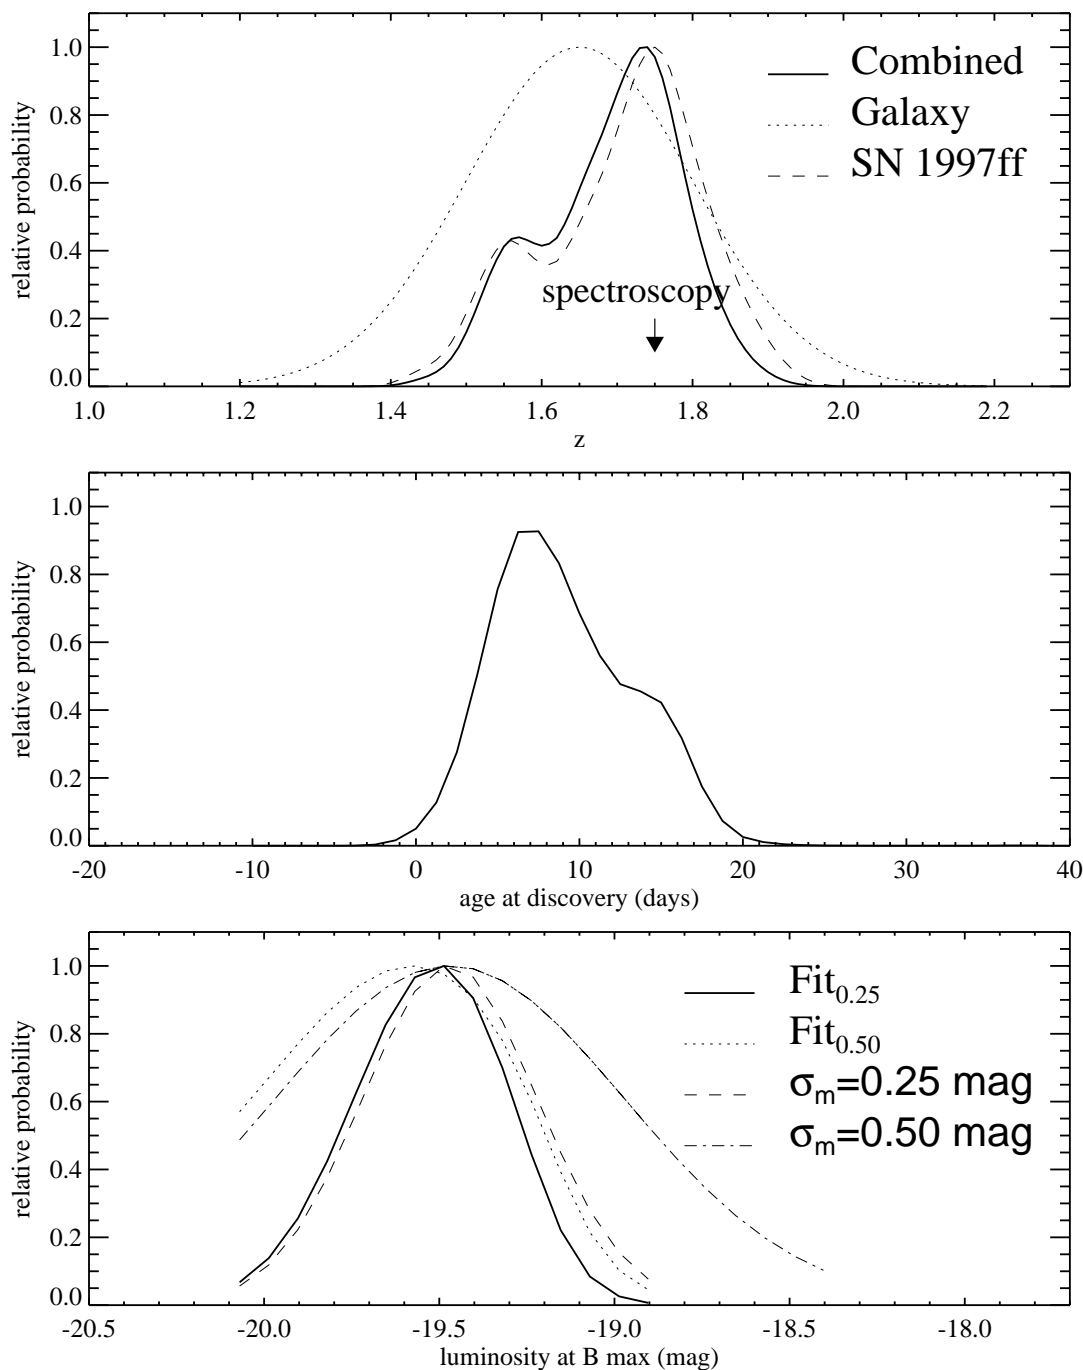 relative probability
1.0
0.8
0.6
0.4
0.2
0.0
Combined
Galaxy
SN 1997ff
spectroscopy
1.0 1.2 1.4 1.6 1.8 2.0 2.2
z
relative probability
1.0
0.8
0.6
0.4
0.2
0.0
-20 -10 0 10 20 30 40
age at discovery (days)
relative probability
1.0
0.8
0.6
0.4
0.2
0.0
Fit0.25
Fit0.50
σm=0.25 mag
σm=0.50 mag
-20.5 -20.0 -19.5 -19.0 -18.5 -18.0
luminosity at B max (mag)